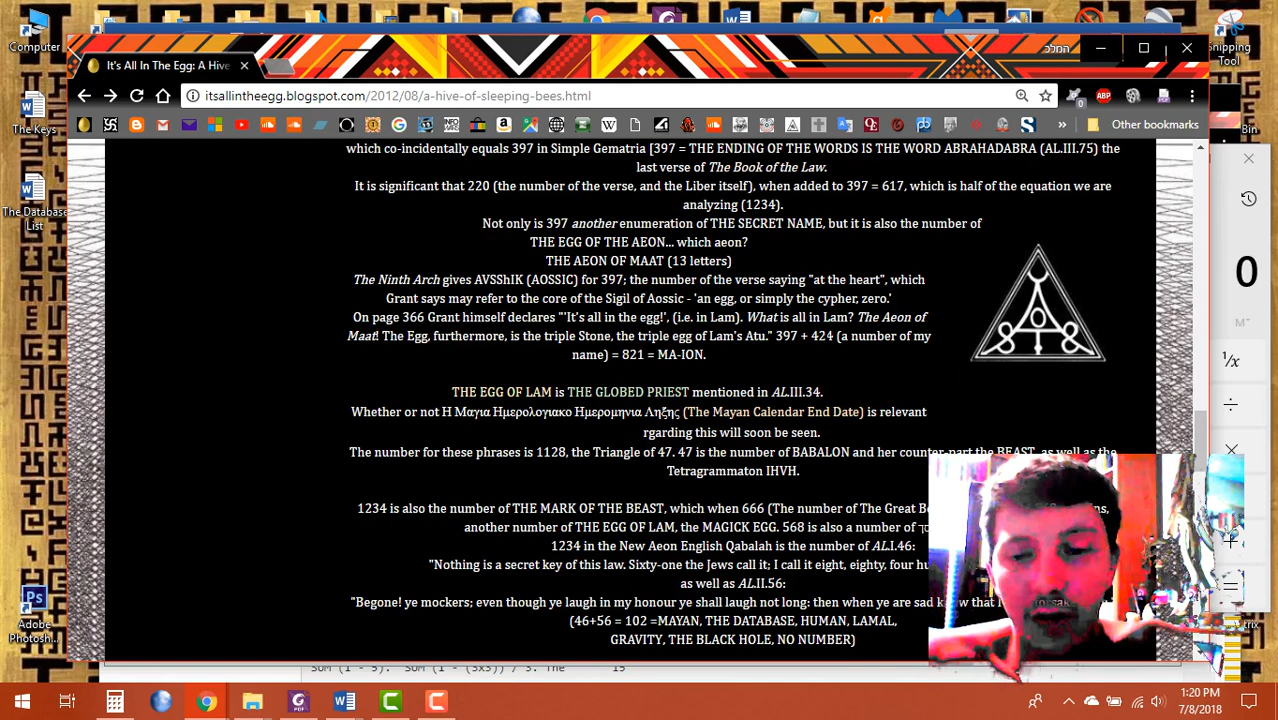 Computer
Snipping
Tool
The Keys
Bin
The Database
List
Adobe
Photosh...
It's All In The Egg: A Hive
המלכ
itsallintheegg.blogspot.com/2012/08/a-hive-of-sleeping-bees.html
ABP
0
Other bookmarks
which co-incidentally equals 397 in Simple Gematria [397 = THE ENDING OF THE WORDS IS THE WORD ABRAHADABRA (AL.III.75) the
last verse of The Book of the Law.
It is significant that 220 (the number of the verse, and the Liber itself), when added to 397 = 617, which is half of the equation we are
analyzing (1234).
Not only is 397 another enumeration of THE SECRET NAME, but it is also the number of
THE EGG OF THE AEON... which aeon?
THE AEON OF MAAT (13 letters)
The Ninth Arch gives AVSShIK (AOSSIC) for 397; the number of the verse saying "at the heart", which
Grant says may refer to the core of the Sigil of Aossic - 'an egg, or simply the cypher, zero.'
On page 366 Grant himself declares "'It's all in the egg!', (i.e. in Lam). What is all in Lam? The Aeon of
Maat! The Egg, furthermore, is the triple Stone, the triple egg of Lam's Atu." 397 + 424 (a number of my
name) = 821 = MA-ION.
THE EGG OF LAM is THE GLOBED PRIEST mentioned in AL.III.34.
Whether or not Η Μαγια Ημερολογιακο Ημερομηνια Ληξης (The Mayan Calendar End Date) is relevant
rgarding this will soon be seen.
The number for these phrases is 1128, the Triangle of 47. 47 is the number of BABALON and her counter-part the BEAST, as well as the
Tetragrammaton IHVH.
1234 is also the number of THE MARK OF THE BEAST, which when 666 (The number of The Great
another number of THE EGG OF LAM, the MAGICK EGG. 568 is also a number of
1234 in the New Aeon English Qabalah is the number of AL.I.46:
"Nothing is a secret key of this law. Sixty-one the Jews call it; I call it eight, eighty, four
as well as AL.II.56:
"Begone! ye mockers; even though ye laugh in my honour ye shall laugh not long: then when ye are sad know that I
(46+56 = 102 =MAYAN, THE DATABASE, HUMAN, LAMAL,
GRAVITY, THE BLACK HOLE, NO NUMBER)
0
M
¹/x
÷
SUM (1 - 5). SUM (1 - (3x3)) / 3. The 15
1:20 PM
7/8/2018